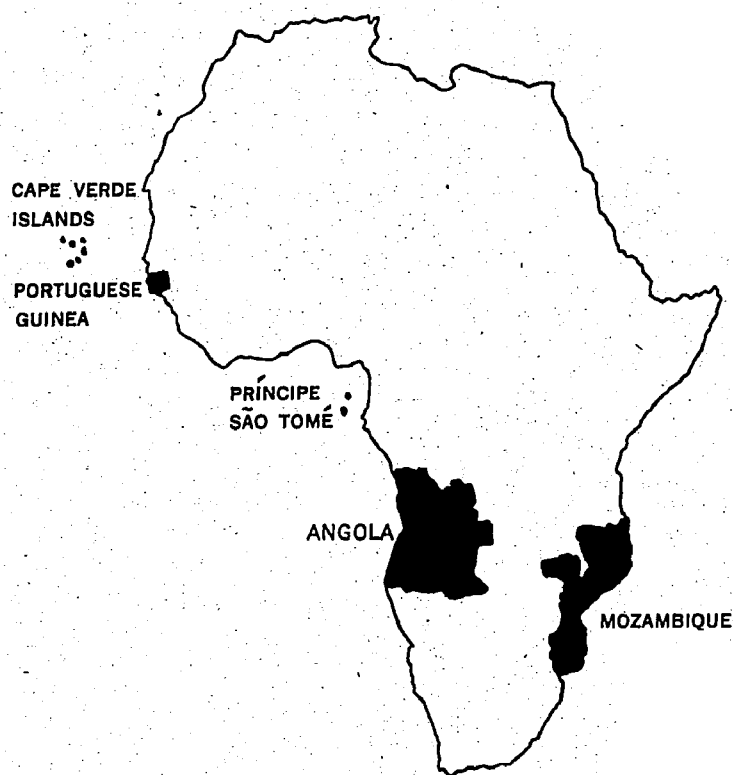 CAPE VERDE
ISLANDS
PORTUGUESE
GUINEA
PRÍNCIPE
SÃO TOMÉ
ANGOLA
MOZAMBIQUE